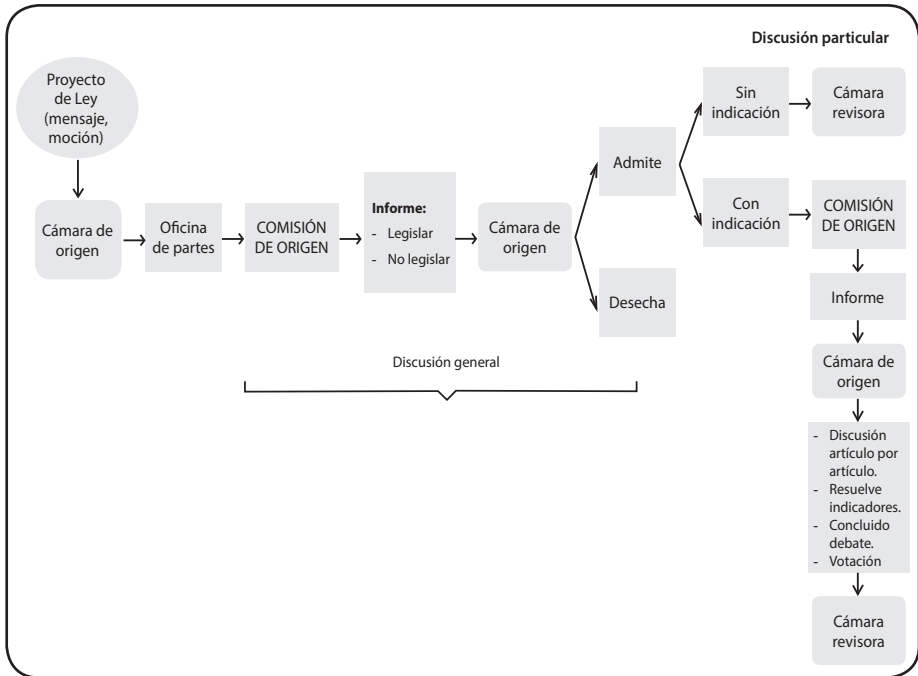 Discusión particular
Proyecto
de Ley
(mensaje,
moción)
Cámara de
origen
Oficina
de partes
COMISIÓN
DE ORIGEN
Informe:
- Legislar
- No legislar
Cámara de
origen
Admite
Desecha
Discusión general
Sin
indicación
Cámara
revisora
Con
indicación
COMISIÓN
DE ORIGEN
Informe
Cámara de
origen
- Discusión
artículo por
artículo.
- Resuelve
indicadores.
- Concluido
debate.
- Votación
Cámara
revisora